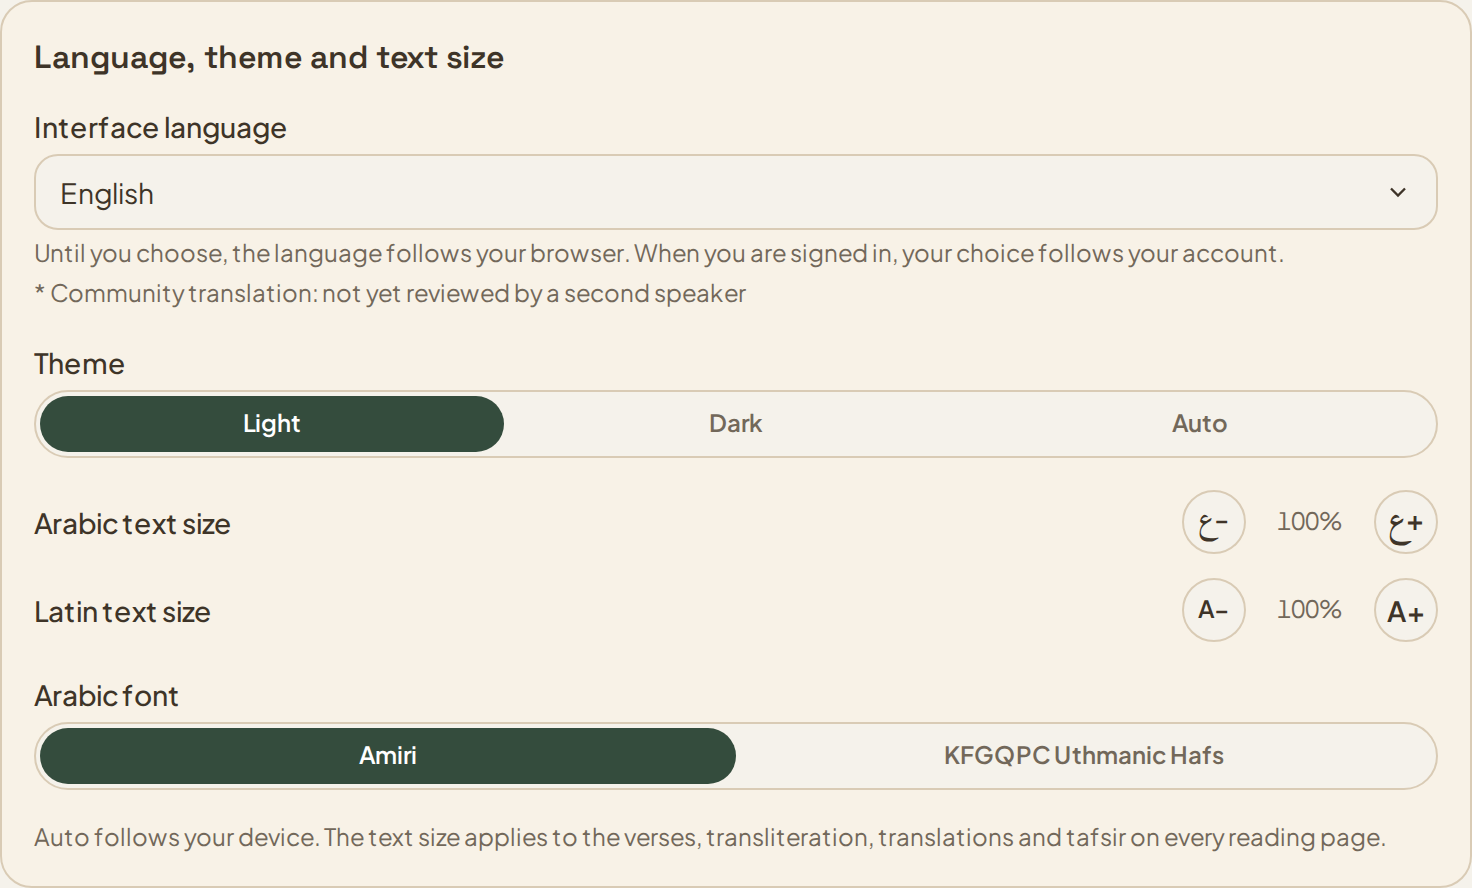 Language, theme and text size
Interface language
English
Until you choose, the language follows your browser. When you are signed in, your choice follows your account.
* Community translation: not yet reviewed by a second speaker
Theme
Light Dark Auto
Arabic text size ع− 100% ع+
Latin text size A− 100% A+
Arabic font
Amiri KFGQPC Uthmanic Hafs
Auto follows your device. The text size applies to the verses, transliteration, translations and tafsir on every reading page.